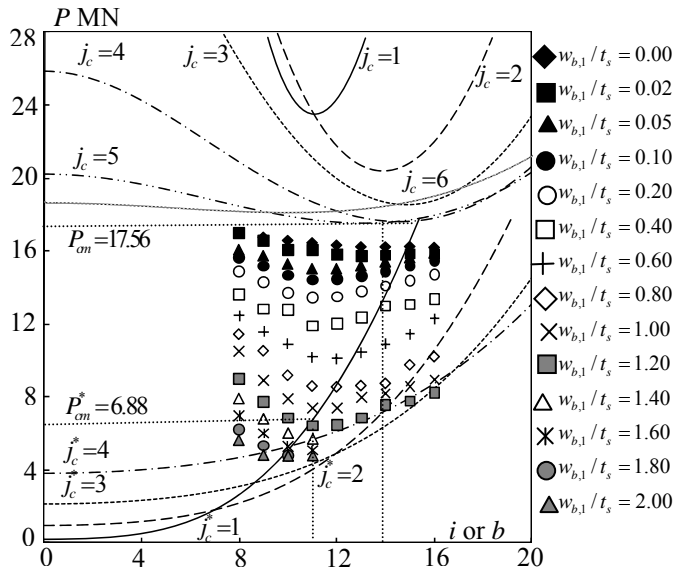 P MN
28
24
20
16
12
8
4
0
0
4
8
12
16
20
i or b
j_c=4
j_c=3
j_c=1
j_c=2
j_c=5
j_c=6
P_cm=17.56
P*_cm=6.88
j*_c=4
j*_c=3
j*_c=2
j*_c=1
w_b,1/t_s = 0.00
w_b,1/t_s = 0.02
w_b,1/t_s = 0.05
w_b,1/t_s = 0.10
w_b,1/t_s = 0.20
w_b,1/t_s = 0.40
w_b,1/t_s = 0.60
w_b,1/t_s = 0.80
w_b,1/t_s = 1.00
w_b,1/t_s = 1.20
w_b,1/t_s = 1.40
w_b,1/t_s = 1.60
w_b,1/t_s = 1.80
w_b,1/t_s = 2.00